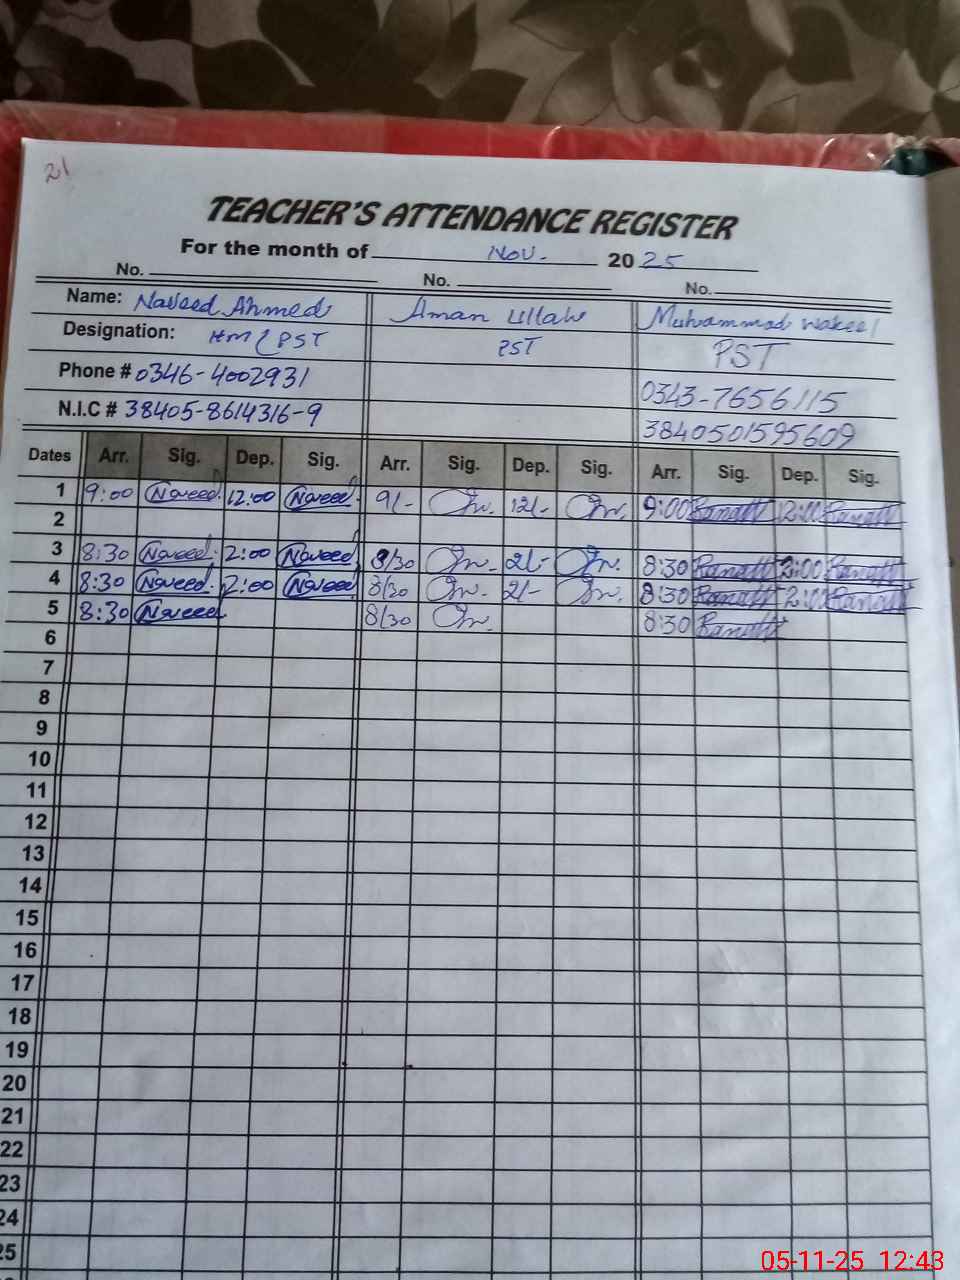 21
TEACHER'S ATTENDANCE REGISTER
For the month of Nov. 2025
No. No. No.
Name: Naveed Ahmed Aman Ullah Muhammad Wakeel
Designation: HM / PST PST PST
Phone # 0346-4002931 0343-7656115
N.I.C # 38405-8614316-9 3840501595609
Dates Arr. Sig. Dep. Sig. Arr. Sig. Dep. Sig. Arr. Sig. Dep. Sig.
1 9:00 Naveed 12:00 Naveed 9/- 12/- 9:00 12:00
2
3 8:30 Naveed 2:00 Naveed 8/30 2/- 8:30 2:00
4 8:30 Naveed 2:00 Naveed 8/30 2/- 8:30 2:00
5 8:30 Naveed 8/30 8:30
6
7
8
9
10
11
12
13
14
15
16
17
18
19
20
21
22
23
24
25
05-11-25 12:43